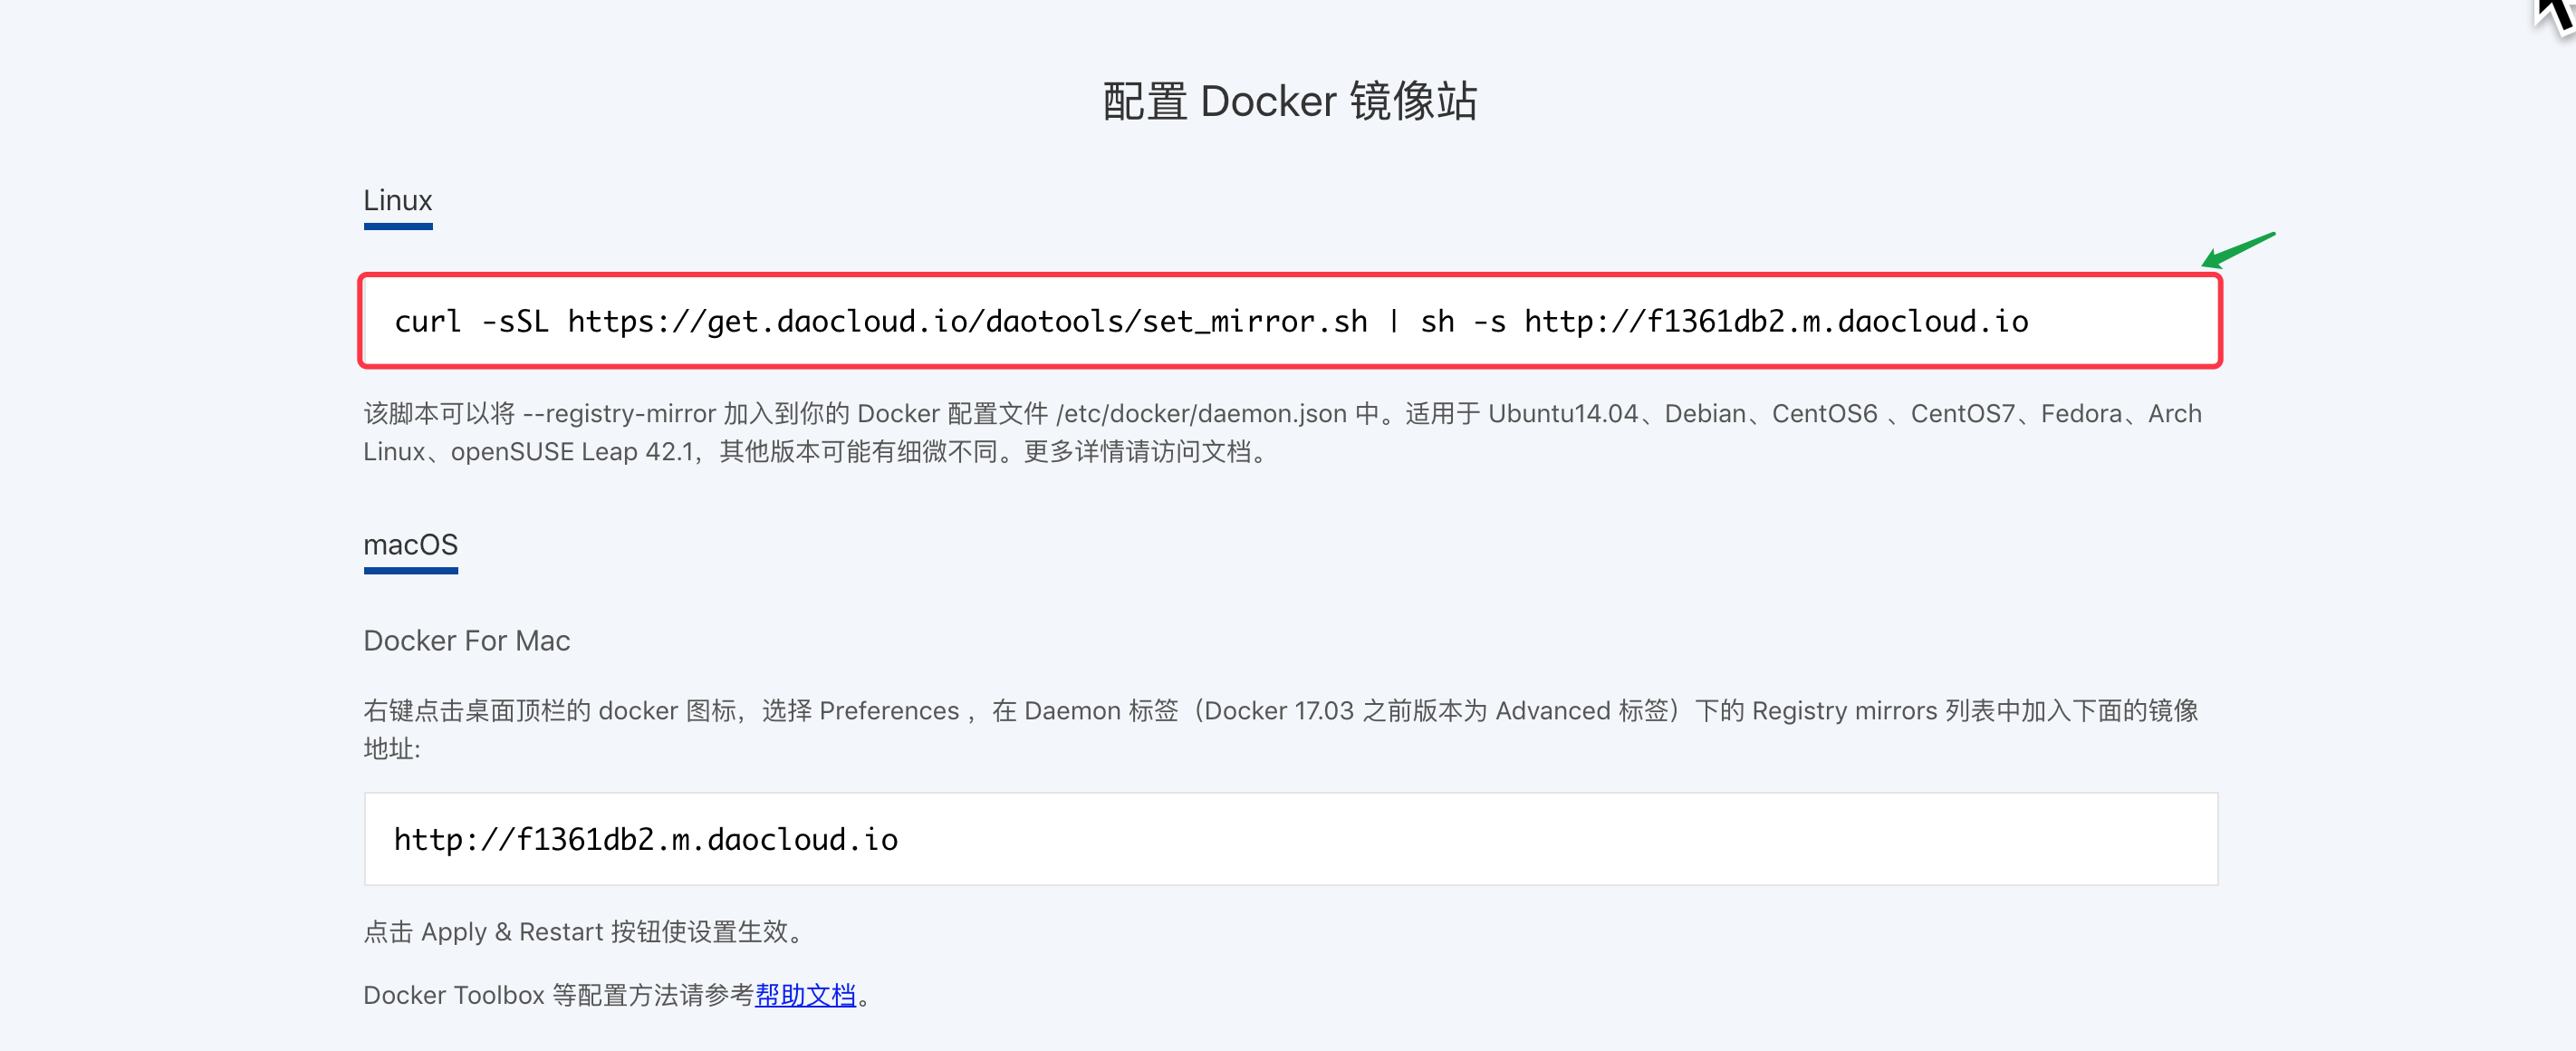 配置 Docker 镜像站
Linux
curl -sSL https://get.daocloud.io/daotools/set_mirror.sh | sh -s http://f1361db2.m.daocloud.io
该脚本可以将 --registry-mirror 加入到你的 Docker 配置文件 /etc/docker/daemon.json 中。适用于 Ubuntu14.04、Debian、CentOS6 、CentOS7、Fedora、Arch
Linux、openSUSE Leap 42.1，其他版本可能有细微不同。更多详情请访问文档。
macOS
Docker For Mac
右键点击桌面顶栏的 docker 图标，选择 Preferences ，在 Daemon 标签（Docker 17.03 之前版本为 Advanced 标签）下的 Registry mirrors 列表中加入下面的镜像
地址:
http://f1361db2.m.daocloud.io
点击 Apply & Restart 按钮使设置生效。
Docker Toolbox 等配置方法请参考帮助文档。